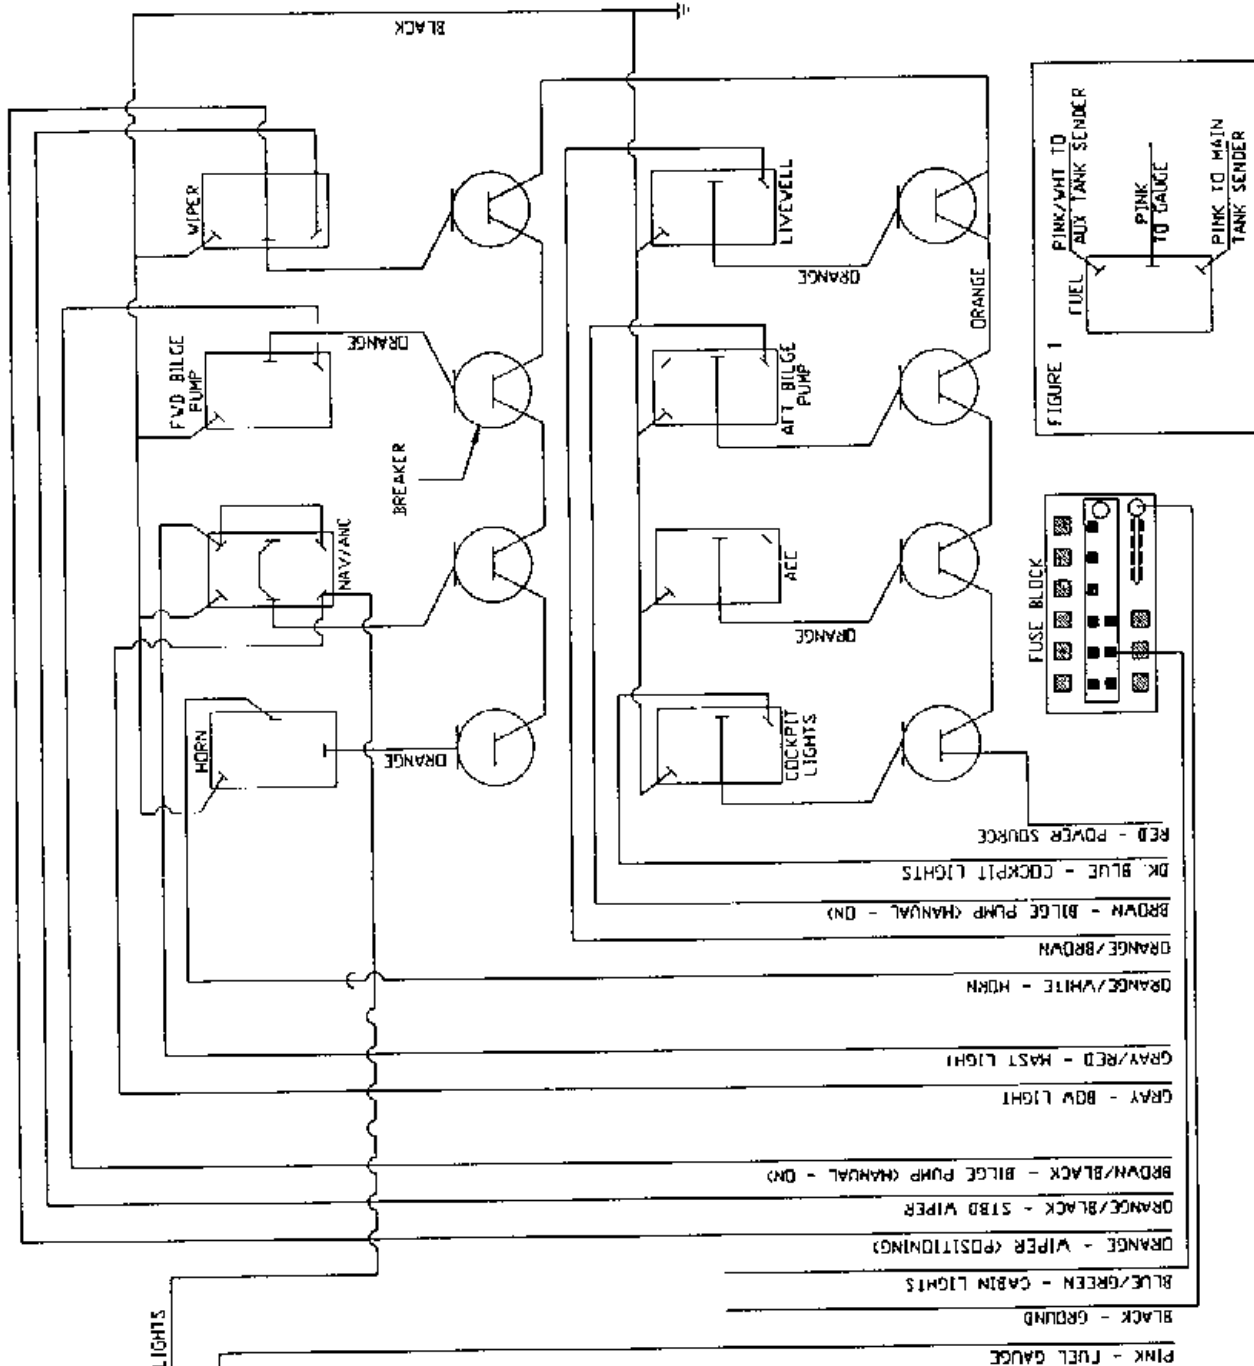 BLACK
WIPER
FWD BILGE
PUMP
ORANGE
BREAKER
NAV/ANC
HORN
ORANGE
LIVEWELL
ORANGE
AFT BILGE
PUMP
ORANGE
ACC
ORANGE
COCKPIT
LIGHTS
FIGURE 1
FUEL
PINK/WHT TO
AUX TANK SENDER
PINK
TO GAUGE
PINK TO MAIN
TANK SENDER
FUSE BLOCK
RED - POWER SOURCE
DK. BLUE - COCKPIT LIGHTS
BROWN - BILGE PUMP (MANUAL - ON)
ORANGE/BROWN
ORANGE/WHITE - HORN
GRAY/RED - MAST LIGHT
GRAY - BOW LIGHT
BROWN/BLACK - BILGE PUMP (MANUAL - ON)
ORANGE/BLACK - STBD WIPER
ORANGE - WIPER (POSITIONING)
BLUE/GREEN - CABIN LIGHTS
BLACK - GROUND
PINK - FUEL GAUGE
LIGHTS